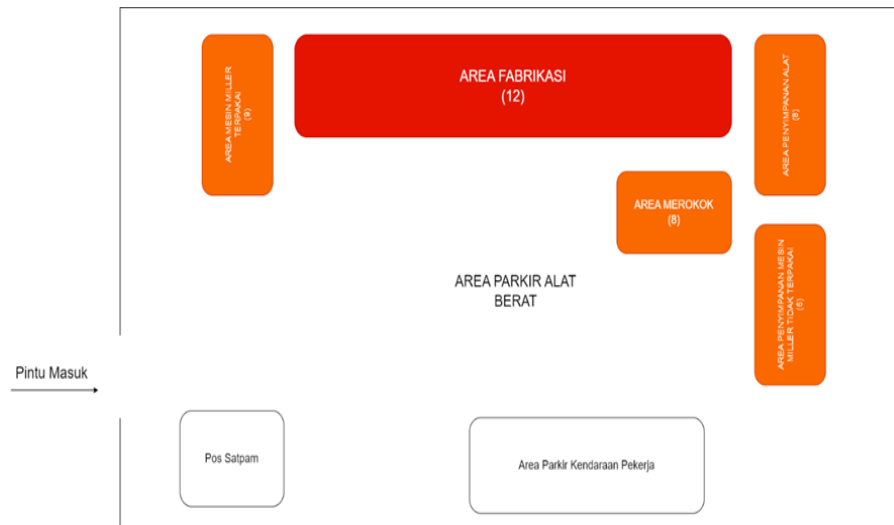 AREA MESIN MILLER
TERPAKAI
(9)
AREA FABRIKASI
(12)
AREA PENYIMPANAN ALAT
(8)
AREA MEROKOK
(8)
AREA PARKIR ALAT
BERAT
AREA PENYIMPANAN MESIN
MILLER TIDAK TERPAKAI
(6)
Pintu Masuk
Pos Satpam
Area Parkir Kendaraan Pekerja